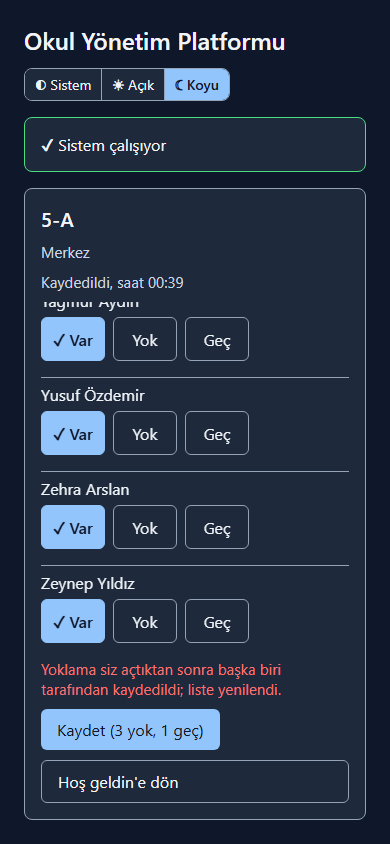 Okul Yönetim Platformu
◐ Sistem ☀ Açık ☾ Koyu
✓ Sistem çalışıyor
5-A
Merkez
Kaydedildi, saat 00:39
Yağmur Aydın
✓ Var Yok Geç
Yusuf Özdemir
✓ Var Yok Geç
Zehra Arslan
✓ Var Yok Geç
Zeynep Yıldız
✓ Var Yok Geç
Yoklama siz açtıktan sonra başka biri
tarafından kaydedildi; liste yenilendi.
Kaydet (3 yok, 1 geç)
Hoş geldin'e dön